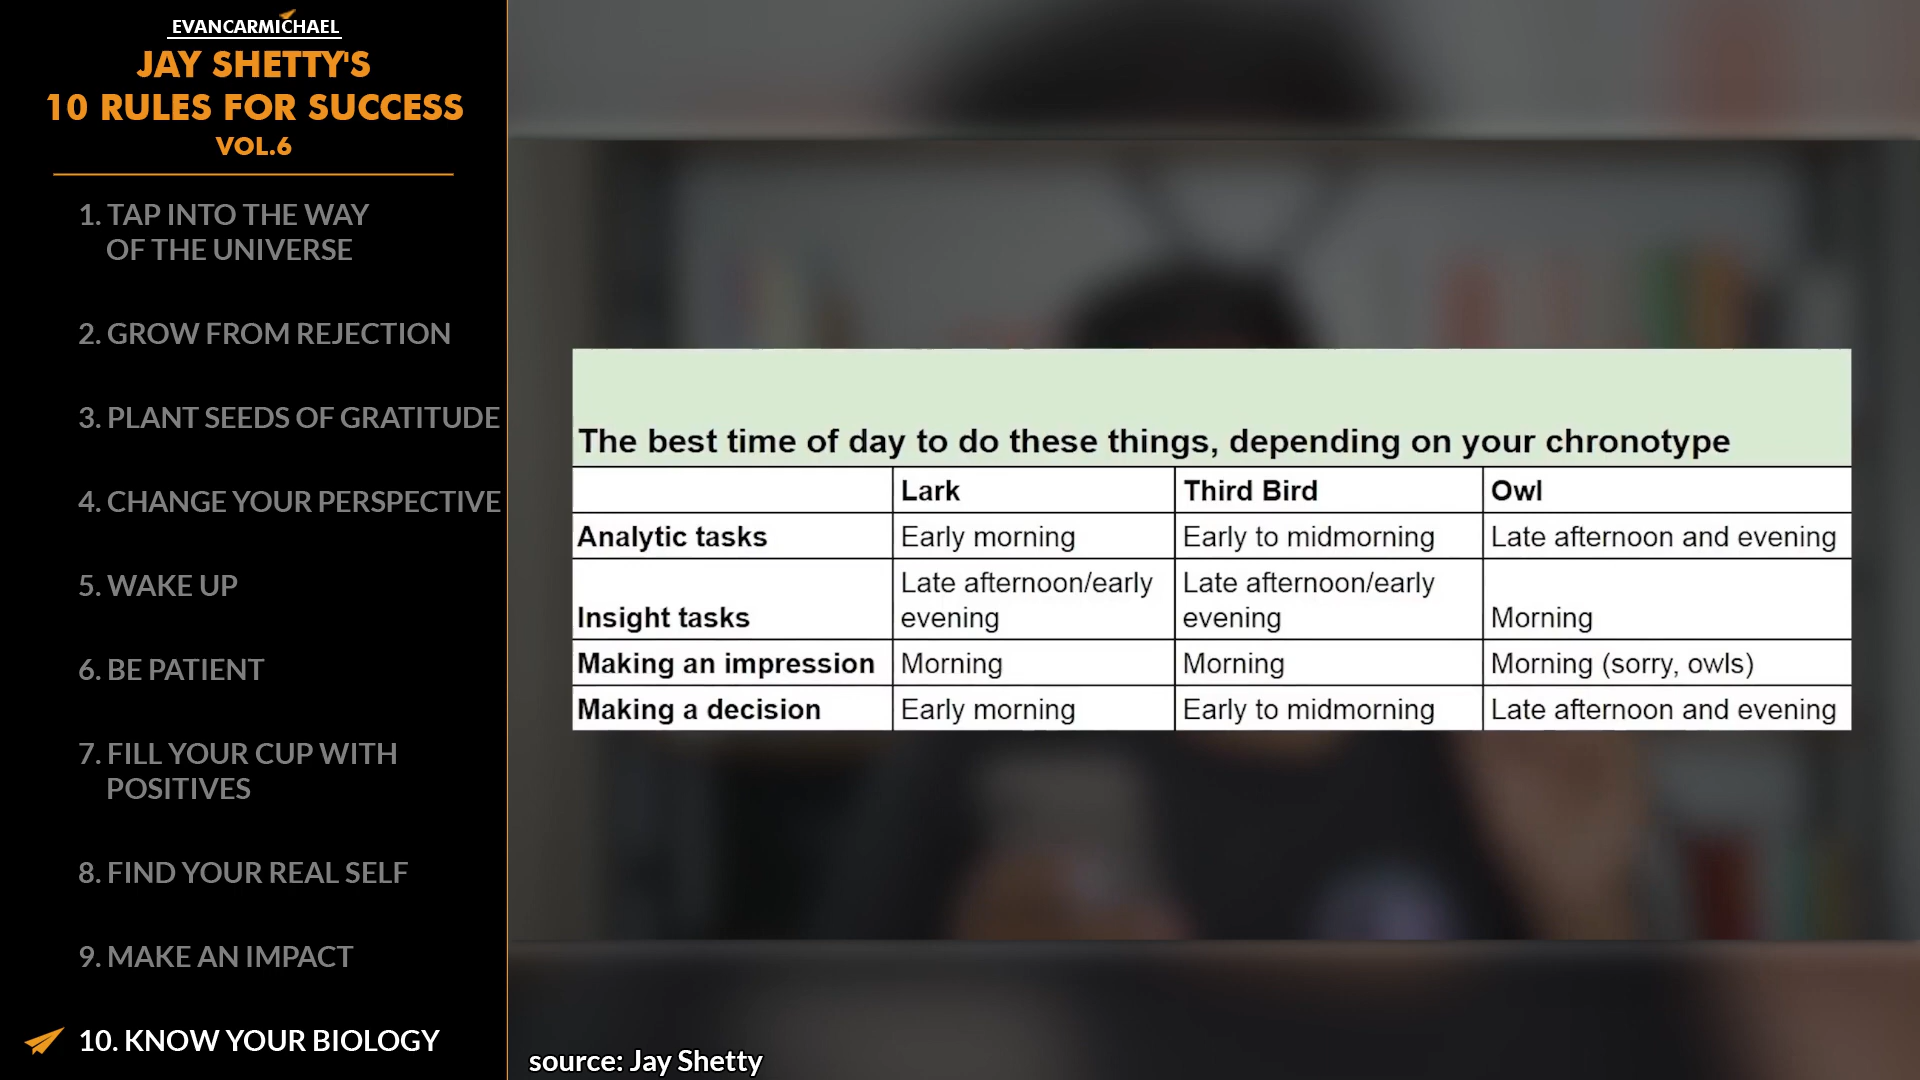 EVANCARMICHAEL
JAY SHETTY'S
10 RULES FOR SUCCESS
VOL.6
1. TAP INTO THE WAY
OF THE UNIVERSE
2. GROW FROM REJECTION
3. PLANT SEEDS OF GRATITUDE
4. CHANGE YOUR PERSPECTIVE
5. WAKE UP
6. BE PATIENT
7. FILL YOUR CUP WITH
POSITIVES
8. FIND YOUR REAL SELF
9. MAKE AN IMPACT
10. KNOW YOUR BIOLOGY
The best time of day to do these things, depending on your chronotype
Lark Third Bird Owl
Analytic tasks Early morning Early to midmorning Late afternoon and evening
Insight tasks Late afternoon/early evening Late afternoon/early evening Morning
Making an impression Morning Morning Morning (sorry, owls)
Making a decision Early morning Early to midmorning Late afternoon and evening
source: Jay Shetty